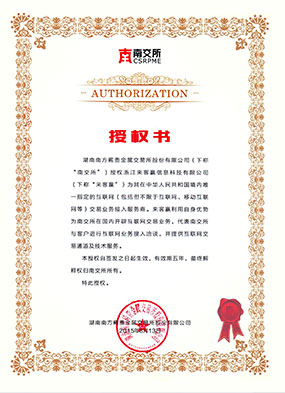 南交所
CSRPME
AUTHORIZATION
授权书
湖南南方稀贵金属交易所股份有限公司（下称
“南交所”）授权浙江来客赢信息科技有限公司
（下称“来客赢”）为其在中华人民共和国境内唯
一指定的互联网（包括但不限于互联网、移动互联
网等）交易业务接入服务商。来客赢利用自身优势
为南交所在国内开辟互联网交易业务，代表南交所
与客户进行互联网业务接入洽谈，并提供互联网交
易通道及技术服务。
本授权自签发之日起生效，有效期五年，最终解
释权归南交所所有。
特此授权。
湖南南方稀贵金属交易所股份有限公司